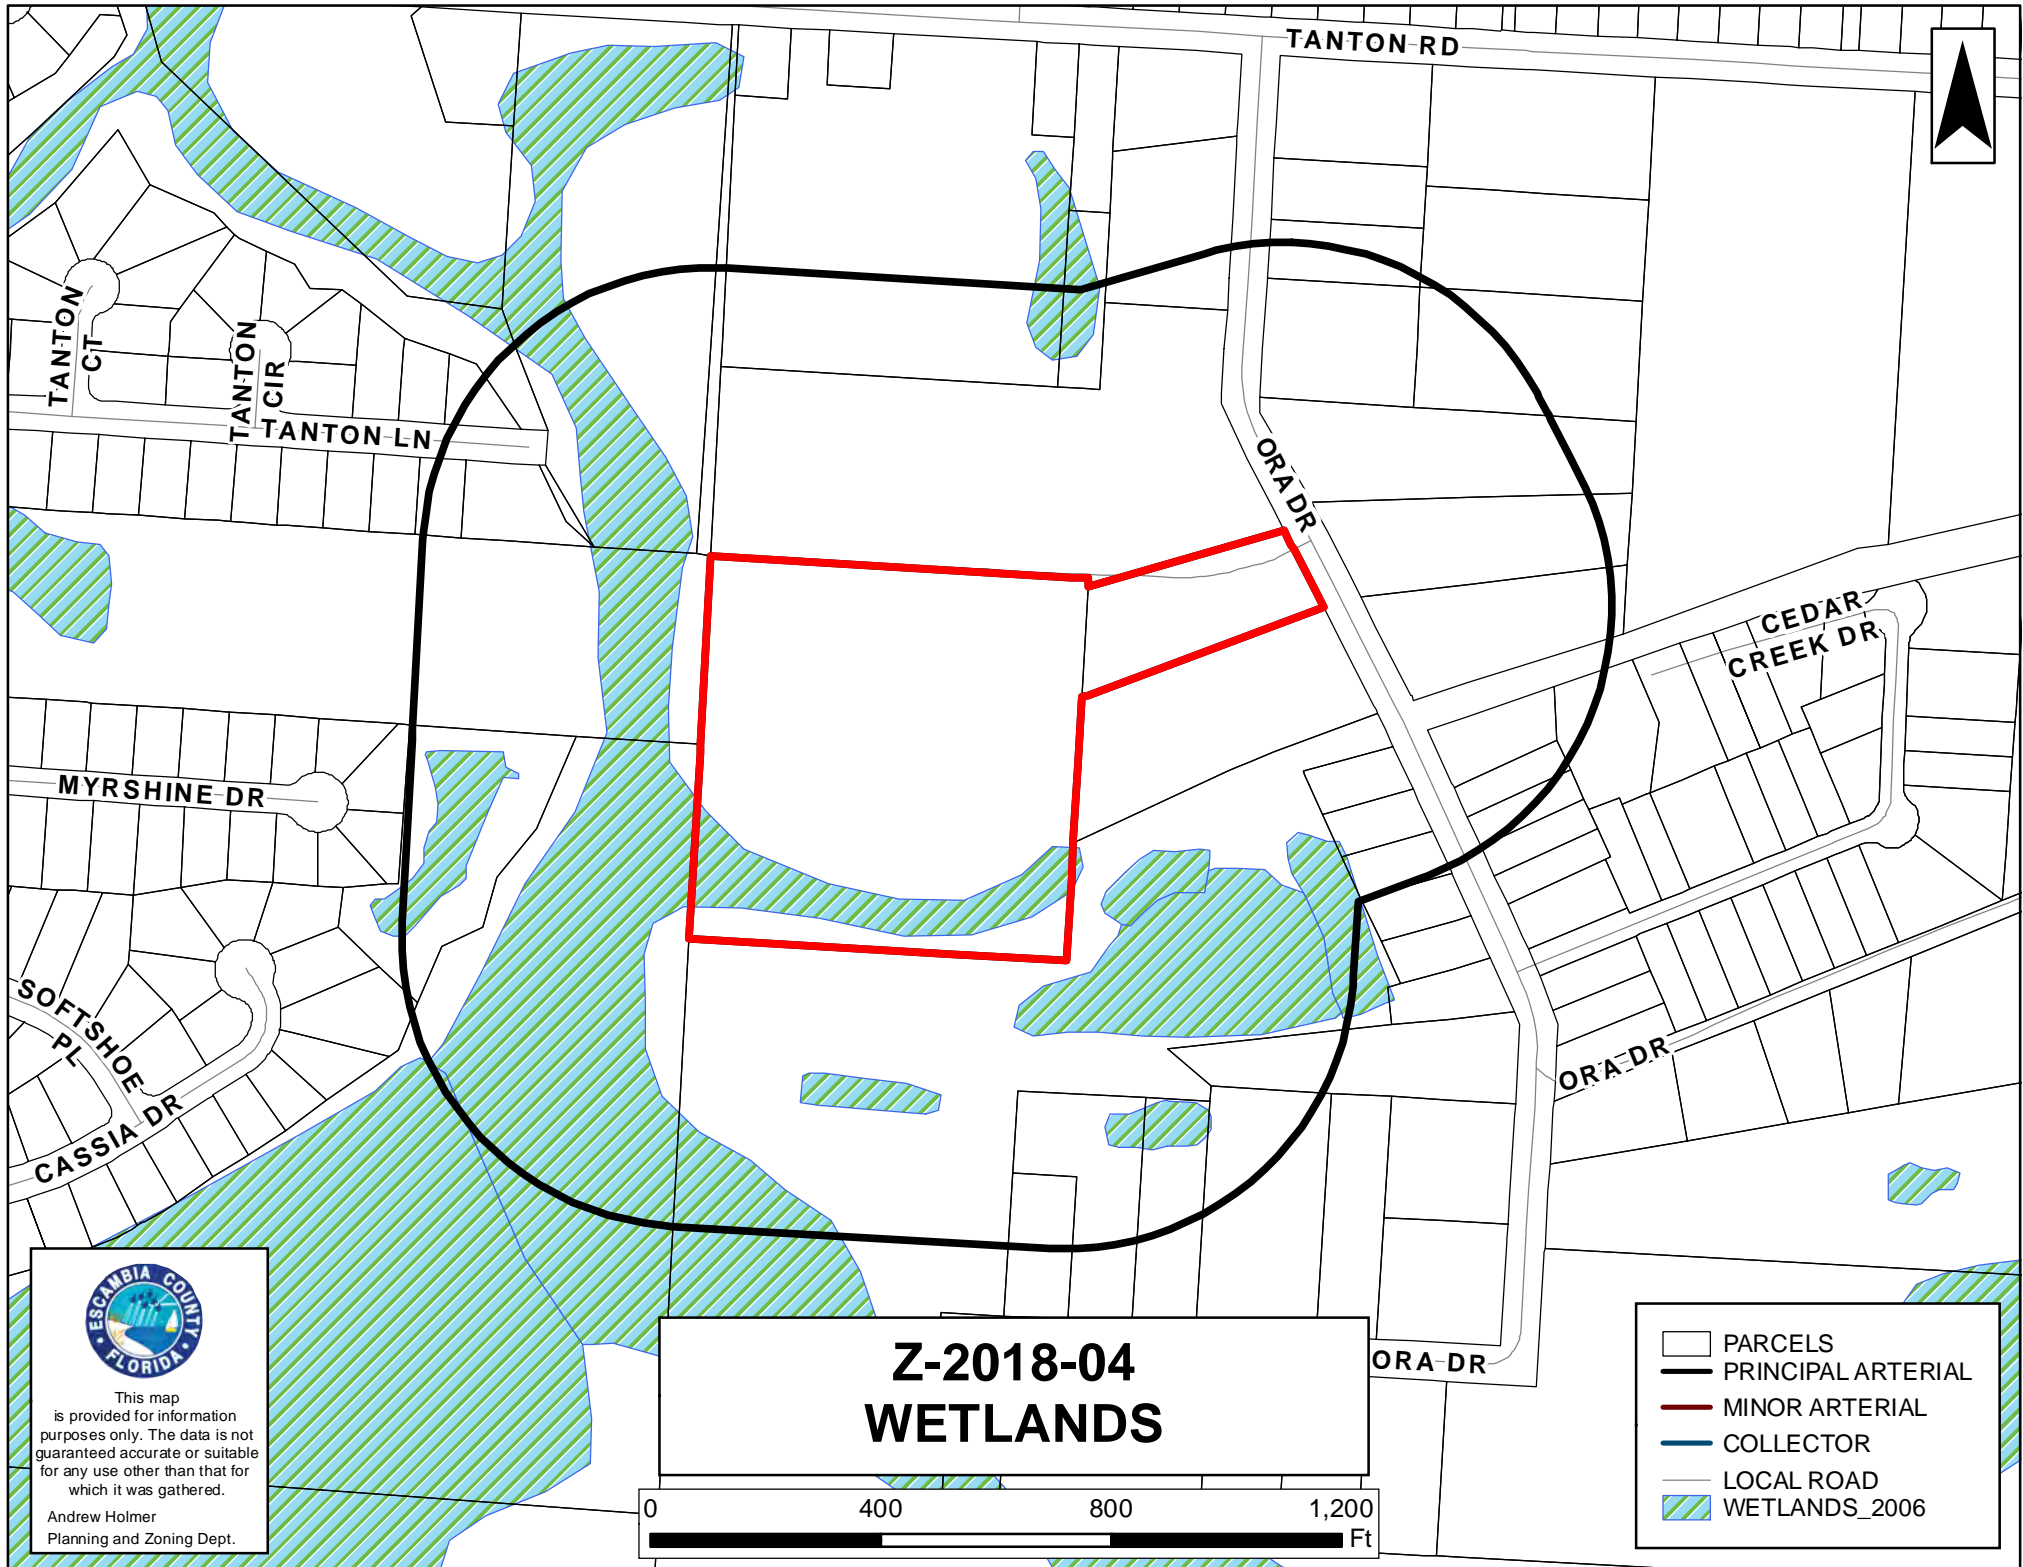 TANTON RD
TANTON
CT
TANTON
CIR
TANTON LN
ORA DR
CEDAR
CREEK DR
MYRSHINE DR
SOFTSHOE
PL
CASSIA DR
ORA DR
ORA DR
ESCAMBIA COUNTY
FLORIDA
This map
is provided for information
purposes only. The data is not
guaranteed accurate or suitable
for any use other than that for
which it was gathered.
Andrew Holmer
Planning and Zoning Dept.
Z-2018-04
WETLANDS
0 400 800 1,200
Ft
PARCELS
PRINCIPAL ARTERIAL
MINOR ARTERIAL
COLLECTOR
LOCAL ROAD
WETLANDS_2006